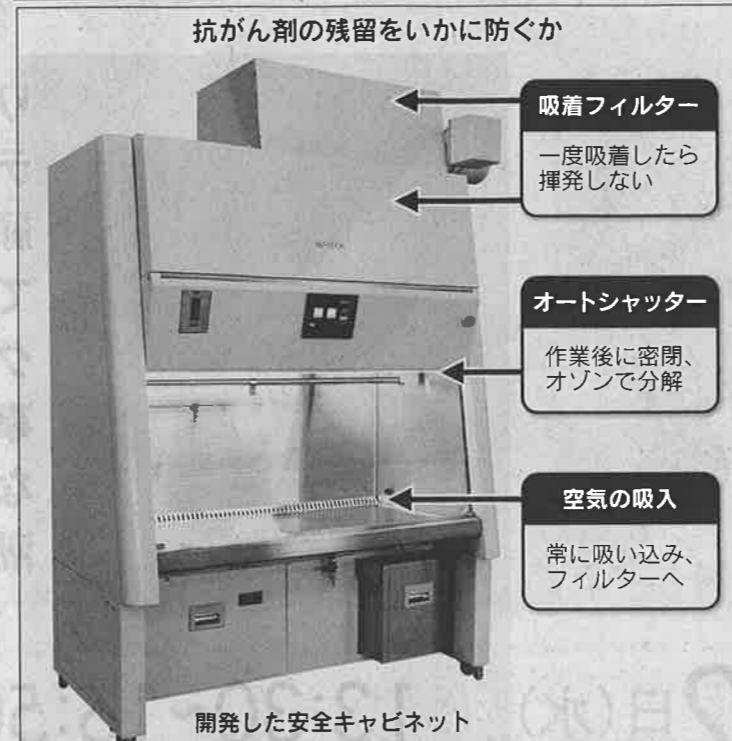 抗がん剤の残留をいかに防ぐか
吸着フィルター
一度吸着したら
揮発しない
オートシャッター
作業後に密閉、
オゾンで分解
空気の吸入
常に吸い込み、
フィルターへ
開発した安全キャビネット